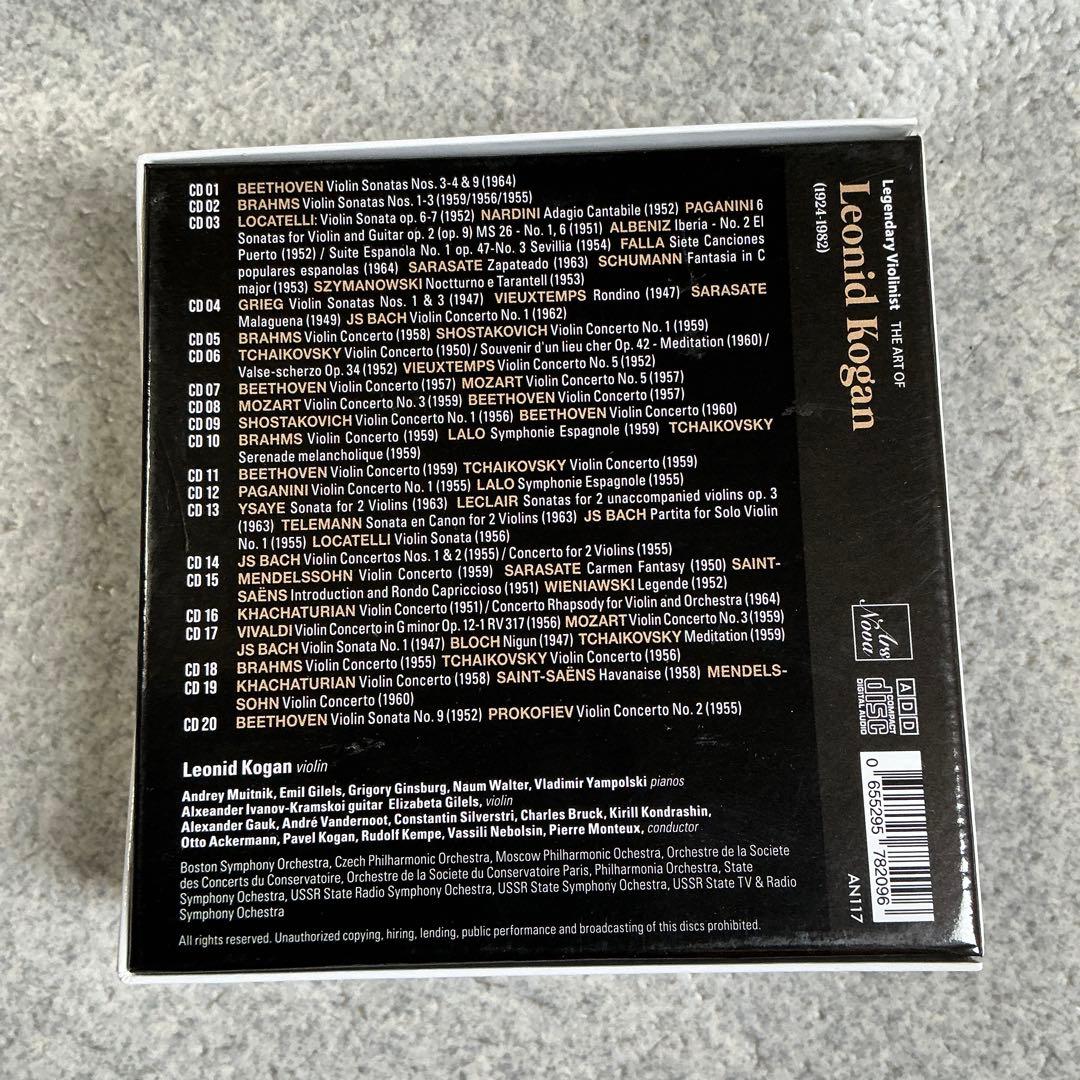 CD 01 BEETHOVEN Violin Sonatas Nos. 3-4 & 9 (1964)
CD 02 BRAHMS Violin Sonatas Nos. 1-3 (1959/1956/1955)
CD 03 LOCATELLI: Violin Sonata op. 6-7 (1952) NARDINI Adagio Cantabile (1952) PAGANINI 6
Sonatas for Violin and Guitar op. 2 (op. 9) MS 26 - No. 1, 6 (1951) ALBENIZ Iberia - No. 2 El
Puerto (1952) / Suite Espanola No. 1 op. 47-No. 3 Sevillia (1954) FALLA Siete Canciones
populares espanolas (1964) SARASATE Zapateado (1963) SCHUMANN Fantasia in C
major (1953) SZYMANOWSKI Noctturno e Tarantell (1953)
CD 04 GRIEG Violin Sonatas Nos. 1 & 3 (1947) VIEUXTEMPS Rondino (1947) SARASATE
Malaguena (1949) JS BACH Violin Concerto No. 1 (1962)
CD 05 BRAHMS Violin Concerto (1958) SHOSTAKOVICH Violin Concerto No. 1 (1959)
CD 06 TCHAIKOVSKY Violin Concerto (1950) / Souvenir d'un lieu cher Op. 42 - Meditation (1960) /
Valse-scherzo Op. 34 (1952) VIEUXTEMPS Violin Concerto No. 5 (1952)
CD 07 BEETHOVEN Violin Concerto (1957) MOZART Violin Concerto No. 5 (1957)
CD 08 MOZART Violin Concerto No. 3 (1959) BEETHOVEN Violin Concerto (1957)
CD 09 SHOSTAKOVICH Violin Concerto No. 1 (1956) BEETHOVEN Violin Concerto (1960)
CD 10 BRAHMS Violin Concerto (1959) LALO Symphonie Espagnole (1959) TCHAIKOVSKY
Serenade melancholique (1959)
CD 11 BEETHOVEN Violin Concerto (1959) TCHAIKOVSKY Violin Concerto (1959)
CD 12 PAGANINI Violin Concerto No. 1 (1955) LALO Symphonie Espagnole (1955)
CD 13 YSAYE Sonata for 2 Violins (1963) LECLAIR Sonatas for 2 unaccompanied violins op. 3
(1963) TELEMANN Sonata en Canon for 2 Violins (1963) JS BACH Partita for Solo Violin
No. 1 (1955) LOCATELLI Violin Sonata (1956)
CD 14 JS BACH Violin Concertos Nos. 1 & 2 (1955) / Concerto for 2 Violins (1955)
CD 15 MENDELSSOHN Violin Concerto (1959) SARASATE Carmen Fantasy (1950) SAINT-
SAËNS Introduction and Rondo Capriccioso (1951) WIENIAWSKI Legende (1952)
CD 16 KHACHATURIAN Violin Concerto (1951) / Concerto Rhapsody for Violin and Orchestra (1964)
CD 17 VIVALDI Violin Concerto in G minor Op. 12-1 RV 317 (1956) MOZART Violin Concerto No. 3 (1959)
JS BACH Violin Sonata No. 1 (1947) BLOCH Nigun (1947) TCHAIKOVSKY Meditation (1959)
CD 18 BRAHMS Violin Concerto (1955) TCHAIKOVSKY Violin Concerto (1956)
CD 19 KHACHATURIAN Violin Concerto (1958) SAINT-SAËNS Havanaise (1958) MENDELS-
SOHN Violin Concerto (1960)
CD 20 BEETHOVEN Violin Sonata No. 9 (1952) PROKOFIEV Violin Concerto No. 2 (1955)
Leonid Kogan violin
Andrey Muitnik, Emil Gilels, Grigory Ginsburg, Naum Walter, Vladimir Yampolski pianos
Alxeander Ivanov-Kramskoi guitar Elizabeta Gilels, violin
Alexander Gauk, André Vandernoot, Constantin Silverstri, Charles Bruck, Kirill Kondrashin,
Otto Ackermann, Pavel Kogan, Rudolf Kempe, Vassili Nebolsin, Pierre Monteux, conductor
Boston Symphony Orchestra, Czech Philharmonic Orchestra, Moscow Philharmonic Ochestra, Orchestre de la Societe
des Concerts du Conservatoire, Orchestre de la Societe du Conservatoire Paris, Philharmonia Orchestra, State
Symphony Ochestra, USSR State Radio Symphony Ochestra, USSR State Symphony Ochestra, USSR State TV & Radio
Symphony Ochestra
All rights reserved. Unauthorized copying, hiring, lending, public performance and broadcasting of this discs prohibited.
Legendary Violinist THE ART OF
Leonid Kogan
(1924-1982)
Ars
Nova
ADD
COMPACT
disc
DIGITAL AUDIO
0 655295 782096
AN117